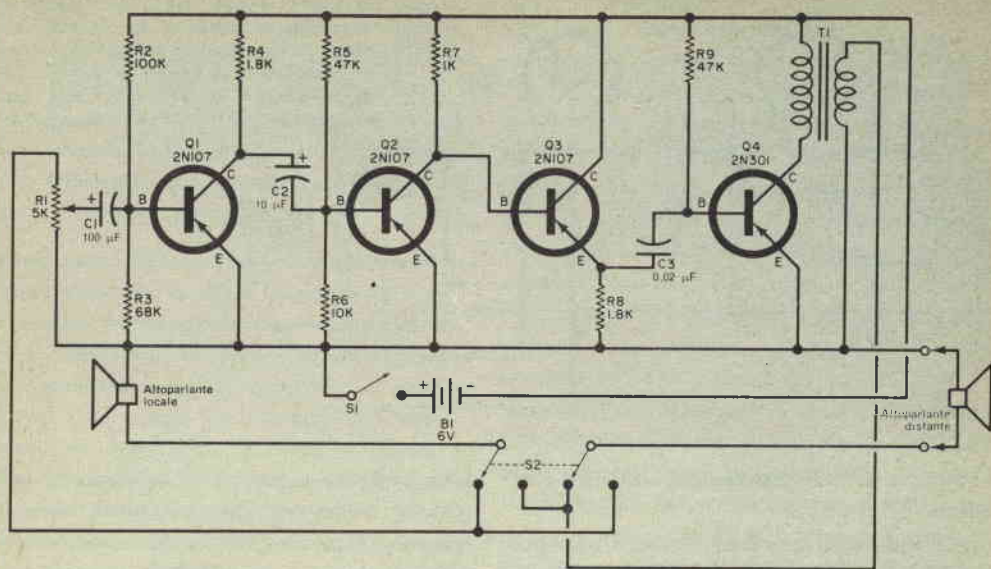 R2
100K
R4
1.8K
R5
47K
R7
1K
R9
47K
T1
Q1
2N107
Q2
2N107
Q3
2N107
Q4
2N301
R1
5K
+
C1
100 µF
B
C
E
+
C2
10 µF
B
C
E
B
C
E
C3
0,02 µF
B
C
E
R3
68K
R6
10K
R8
1.8K
Altoparlante
locale
S1
+
-
B1
6V
Altoparlante
distante
S2